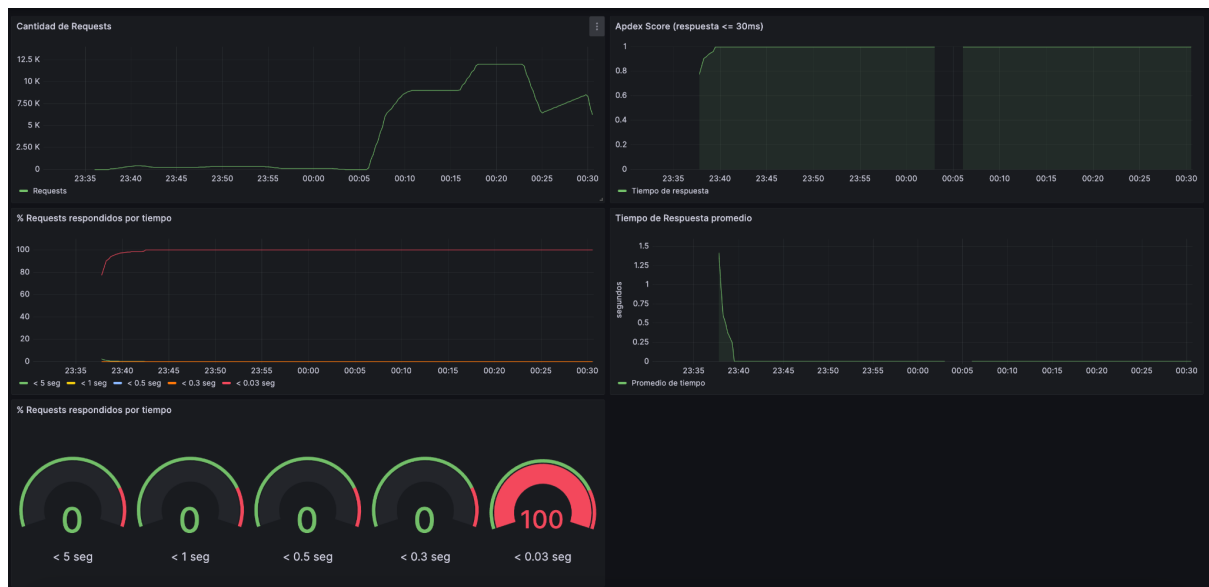 Cantidad de Requests
12.5 K
10 K
7.50 K
5 K
2.50 K
0
23:35 23:40 23:45 23:50 23:55 00:00 00:05 00:10 00:15 00:20 00:25 00:30
Requests
Apdex Score (respuesta <= 30ms)
1
0.8
0.6
0.4
0.2
0
23:35 23:40 23:45 23:50 23:55 00:00 00:05 00:10 00:15 00:20 00:25 00:30
Tiempo de respuesta
% Requests respondidos por tiempo
100
80
60
40
20
0
23:35 23:40 23:45 23:50 23:55 00:00 00:05 00:10 00:15 00:20 00:25 00:30
< 5 seg < 1 seg < 0.5 seg < 0.3 seg < 0.03 seg
Tiempo de Respuesta promedio
segundos
1.5
1.25
1
0.75
0.5
0.25
0
23:35 23:40 23:45 23:50 23:55 00:00 00:05 00:10 00:15 00:20 00:25 00:30
Promedio de tiempo
% Requests respondidos por tiempo
0 0 0 0 100
< 5 seg < 1 seg < 0.5 seg < 0.3 seg < 0.03 seg